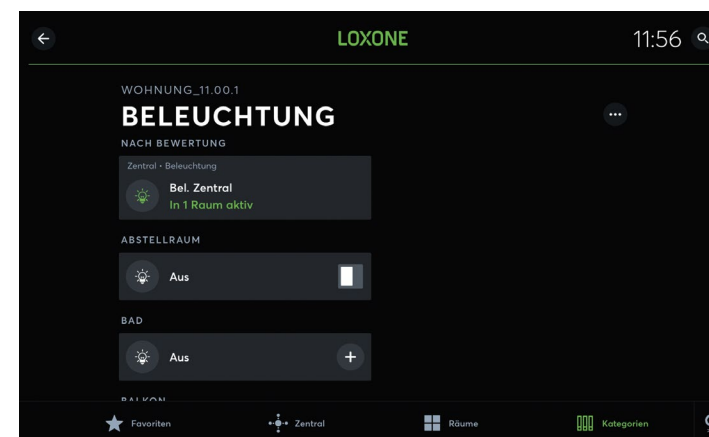 LOXONE
11:56
WOHNUNG_11.00.1
BELEUCHTUNG
NACH BEWERTUNG
Zentral • Beleuchtung
Bel. Zentral
In 1 Raum aktiv
ABSTELLRAUM
Aus
BAD
Aus
BALKON
Favoriten
Zentral
Räume
Kategorien